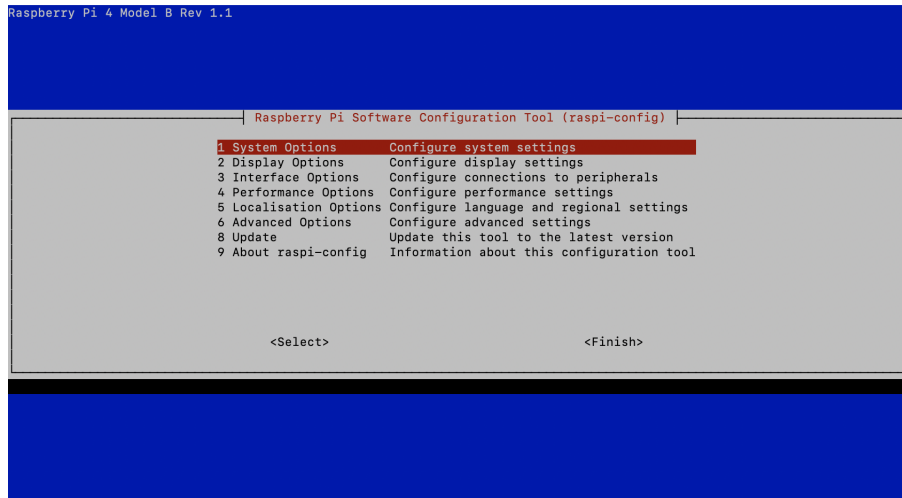 Raspberry Pi 4 Model B Rev 1.1
Raspberry Pi Software Configuration Tool (raspi-config)
1 System Options Configure system settings
2 Display Options Configure display settings
3 Interface Options Configure connections to peripherals
4 Performance Options Configure performance settings
5 Localisation Options Configure language and regional settings
6 Advanced Options Configure advanced settings
8 Update Update this tool to the latest version
9 About raspi-config Information about this configuration tool
<Select> <Finish>